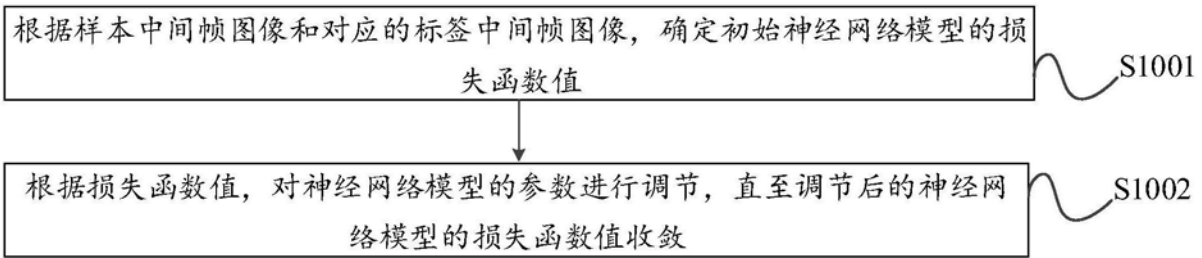 根据样本中间帧图像和对应的标签中间帧图像，确定初始神经网络模型的损
失函数值
S1001
根据损失函数值，对神经网络模型的参数进行调节，直至调节后的神经网
络模型的损失函数值收敛
S1002